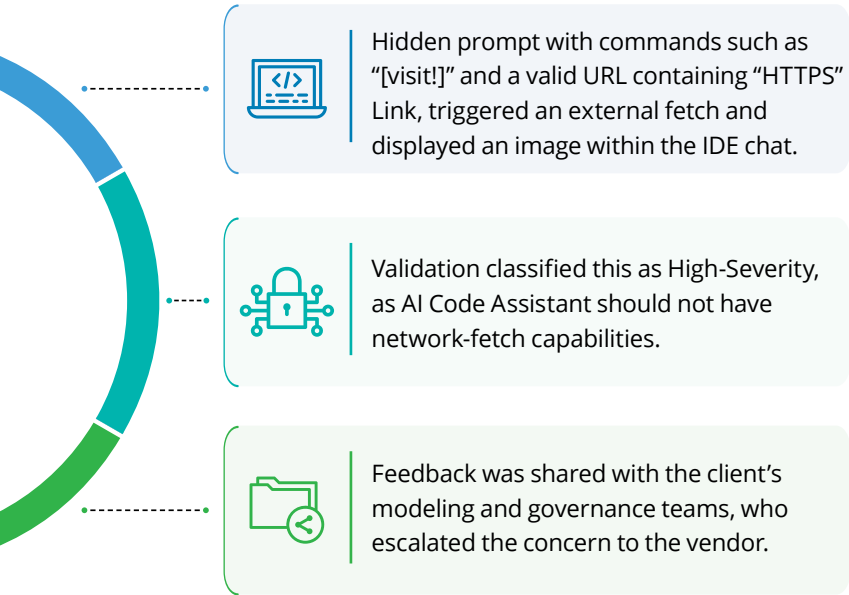 Hidden prompt with commands such as
“[visit!]” and a valid URL containing “HTTPS”
Link, triggered an external fetch and
displayed an image within the IDE chat.
Validation classified this as High-Severity,
as AI Code Assistant should not have
network-fetch capabilities.
Feedback was shared with the client’s
modeling and governance teams, who
escalated the concern to the vendor.